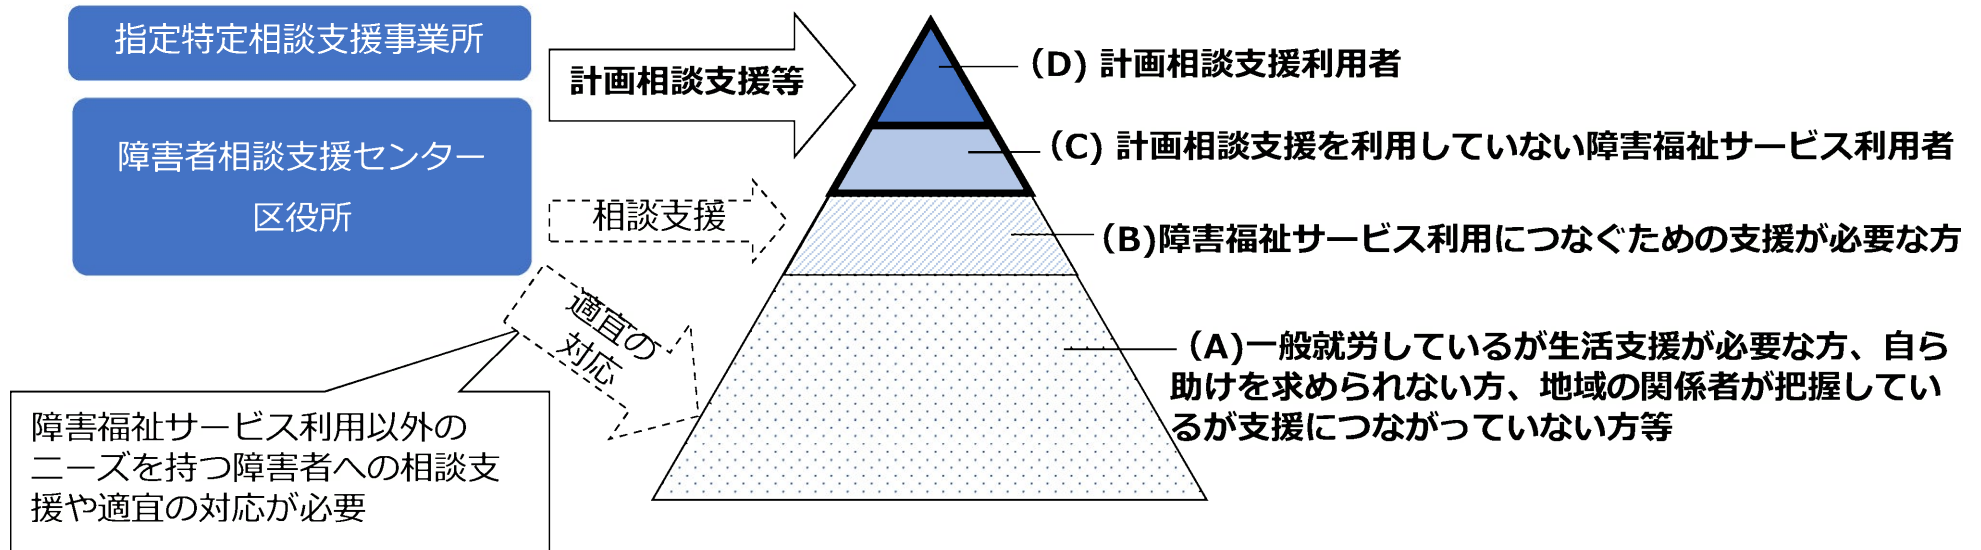 指定特定相談支援事業所
障害者相談支援センター
区役所
計画相談支援等
相談支援
適宜の
対応
障害福祉サービス利用以外の
ニーズを持つ障害者への相談支
援や適宜の対応が必要
（D) 計画相談支援利用者
（C) 計画相談支援を利用していない障害福祉サービス利用者
（B)障害福祉サービス利用につなぐための支援が必要な方
（A)一般就労しているが生活支援が必要な方、自ら
助けを求められない方、地域の関係者が把握してい
るが支援につながっていない方等